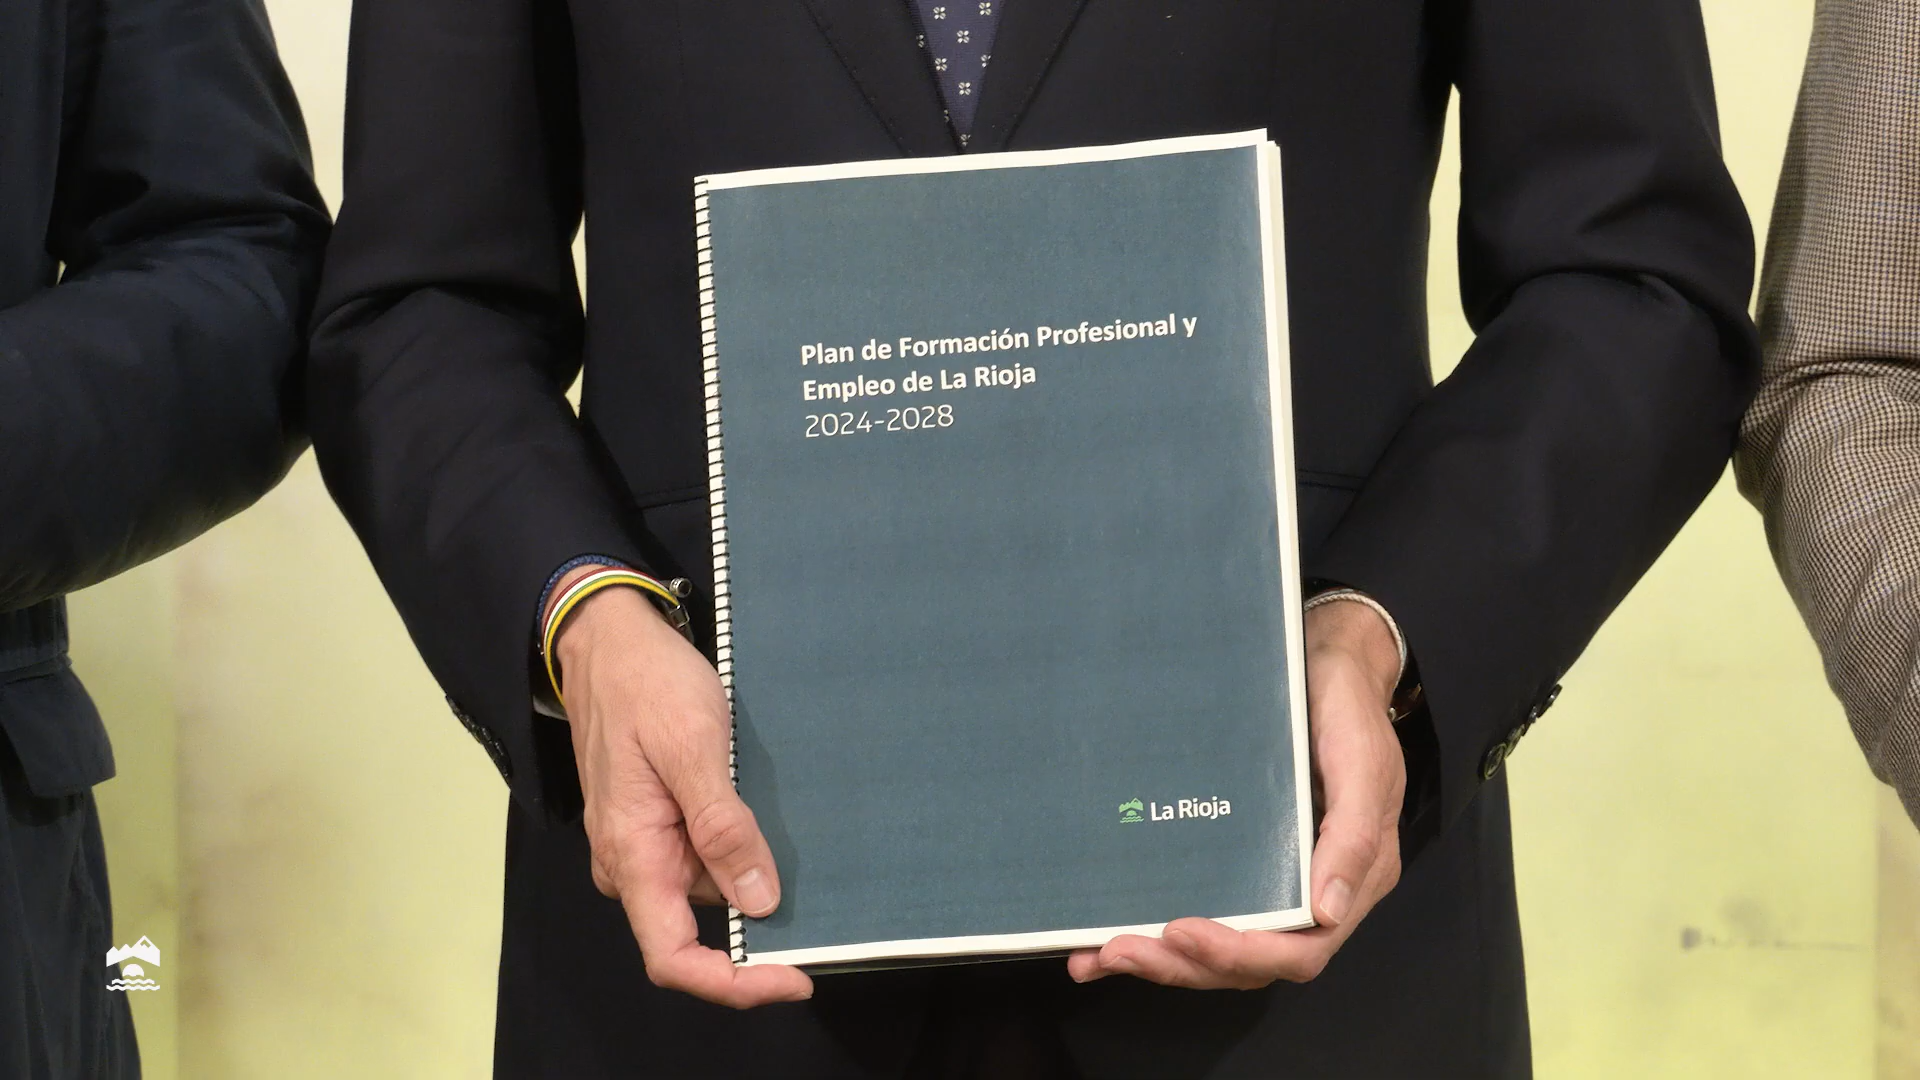 Plan de Formación Profesional y
Empleo de La Rioja
2024-2028
La Rioja